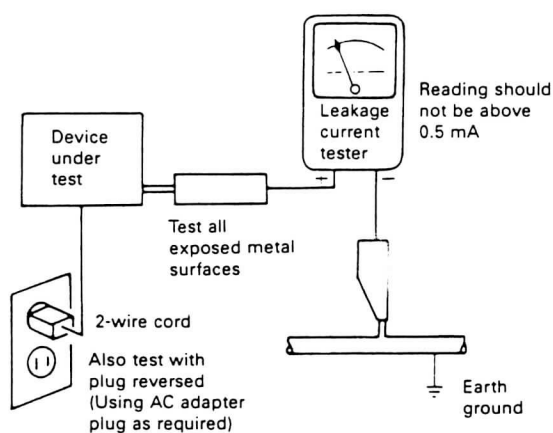 Device
under
test
Leakage
current
tester
Reading should
not be above
0.5 mA
+ −
Test all
exposed metal
surfaces
2-wire cord
Also test with
plug reversed
(Using AC adapter
plug as required)
Earth
ground